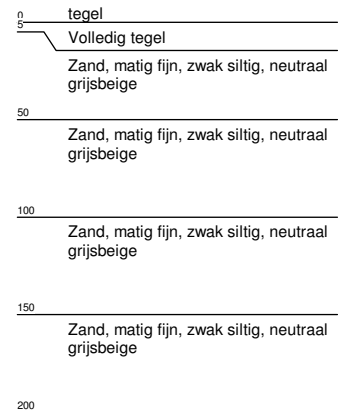 0
tegel
5
Volledig tegel
Zand, matig fijn, zwak siltig, neutraal
grijsbeige
50
Zand, matig fijn, zwak siltig, neutraal
grijsbeige
100
Zand, matig fijn, zwak siltig, neutraal
grijsbeige
150
Zand, matig fijn, zwak siltig, neutraal
grijsbeige
200